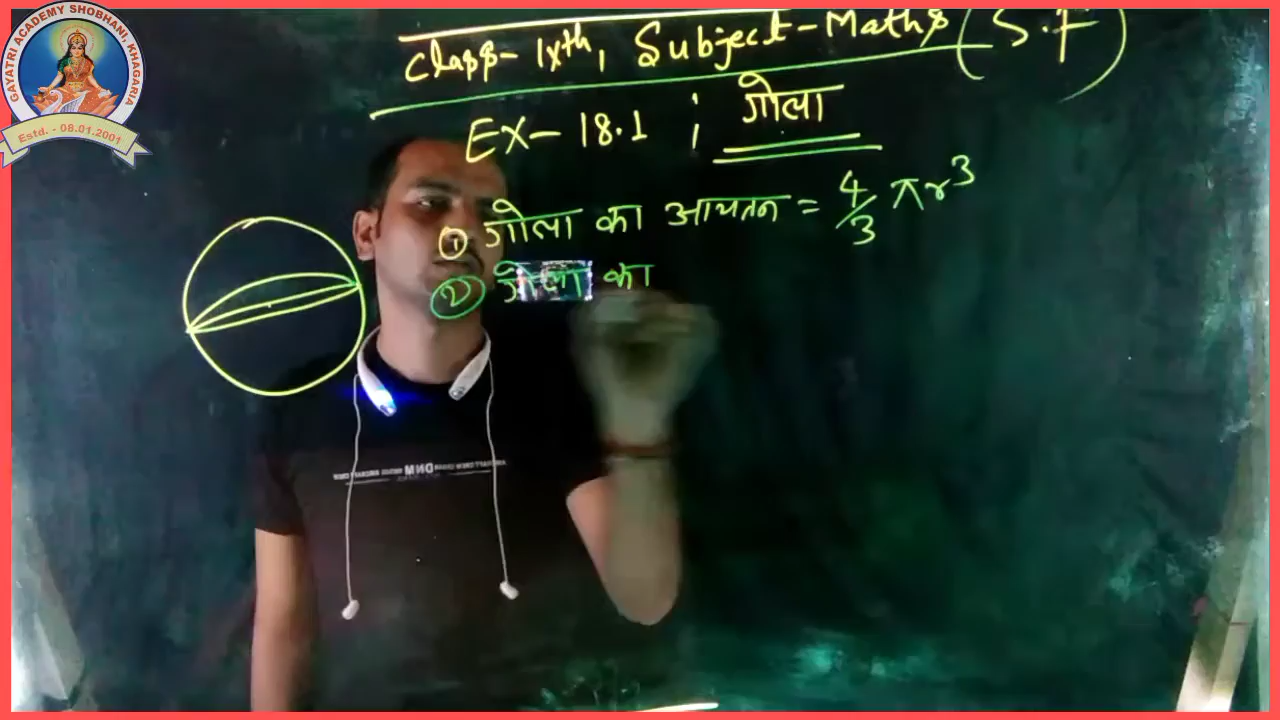 GAYATRI ACADEMY SHOBHANI, KHAGARIA
Estd. - 08.01.2001
Class-IXth, Subject-Maths (S.F)
EX-18.1 ; गोला
① गोला का आयतन = 4/3 πr³
② गोला का
DNM